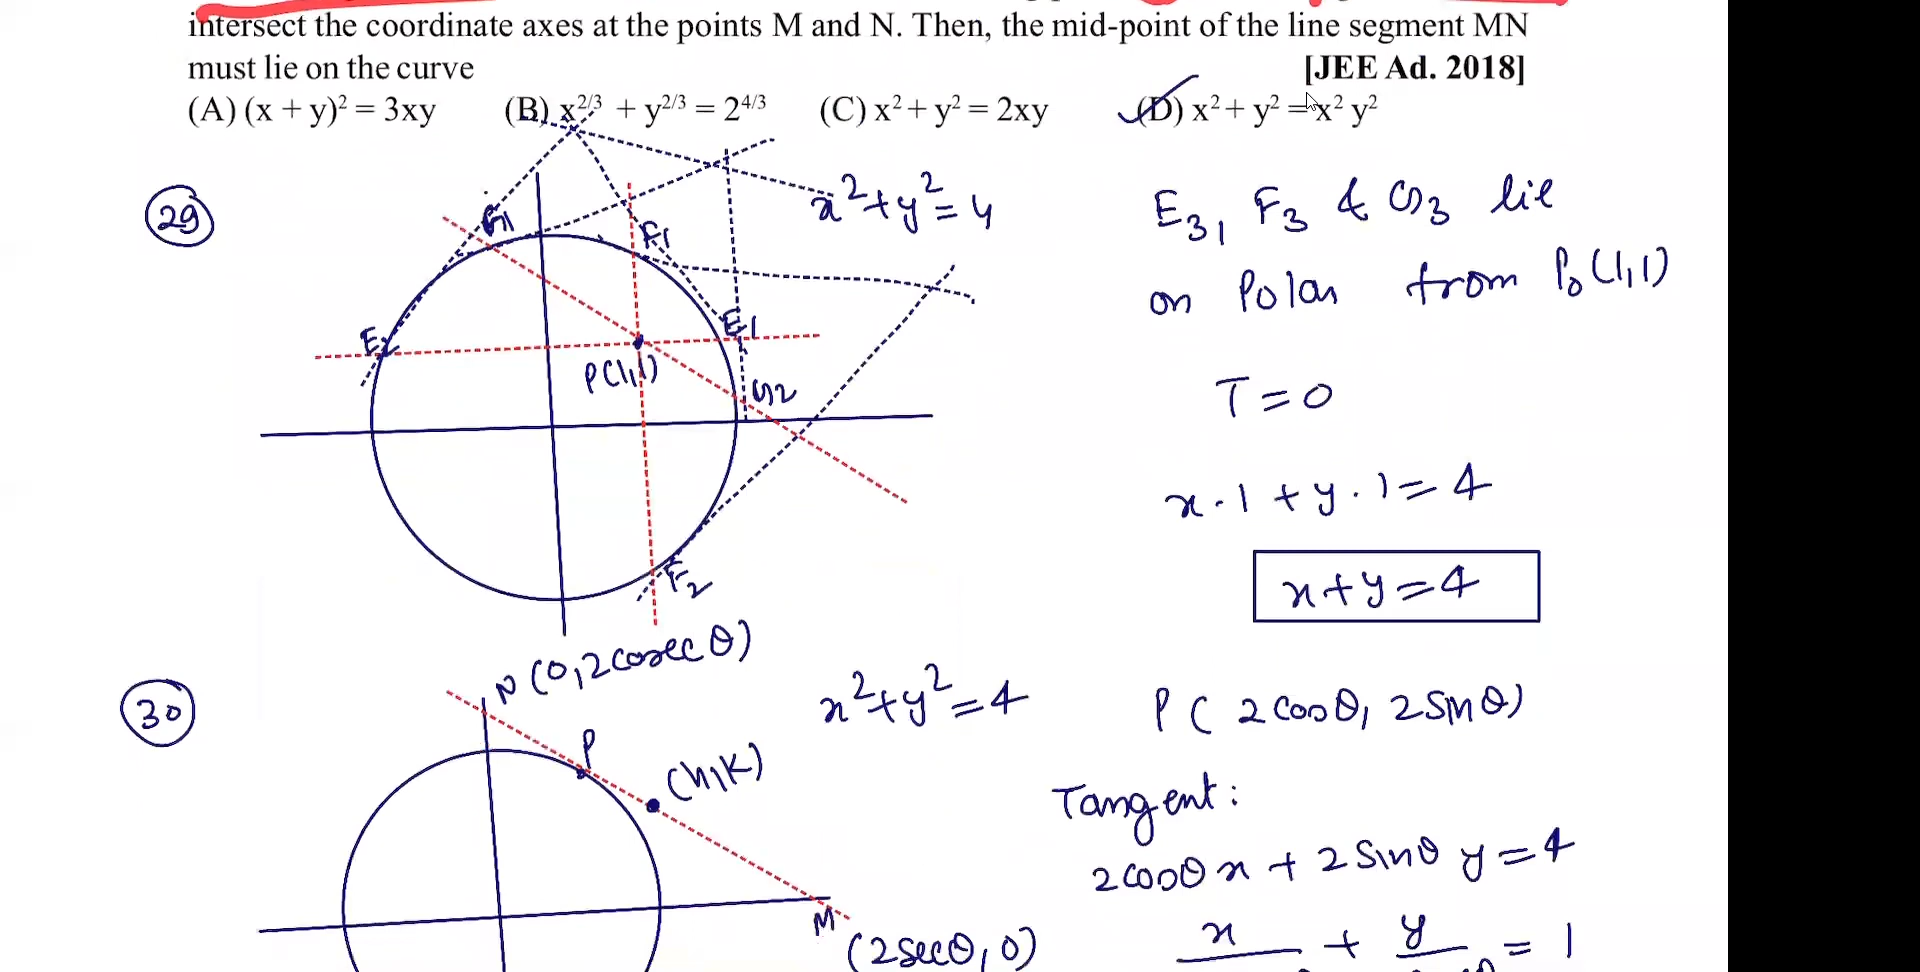 intersect the coordinate axes at the points M and N. Then, the mid-point of the line segment MN
must lie on the curve [JEE Ad. 2018]
(A) (x + y)² = 3xy (B) x^2/3 + y^2/3 = 2^4/3 (C) x² + y² = 2xy (D) x² + y² = x² y²
29
x² + y² = 4
E₃, F₃ & G₃ lie
on Polar from P₀(1,1)
G₁
F₁
E₂
E₁
P(1,1)
G₂
F₂
T = 0
x·1 + y·1 = 4
x + y = 4
30
N (0, 2cosecθ)
x² + y² = 4
P (2cosθ, 2sinθ)
P
(h,k)
Tangent:
2cosθ x + 2sinθ y = 4
M
(2secθ, 0)
x + y = 1